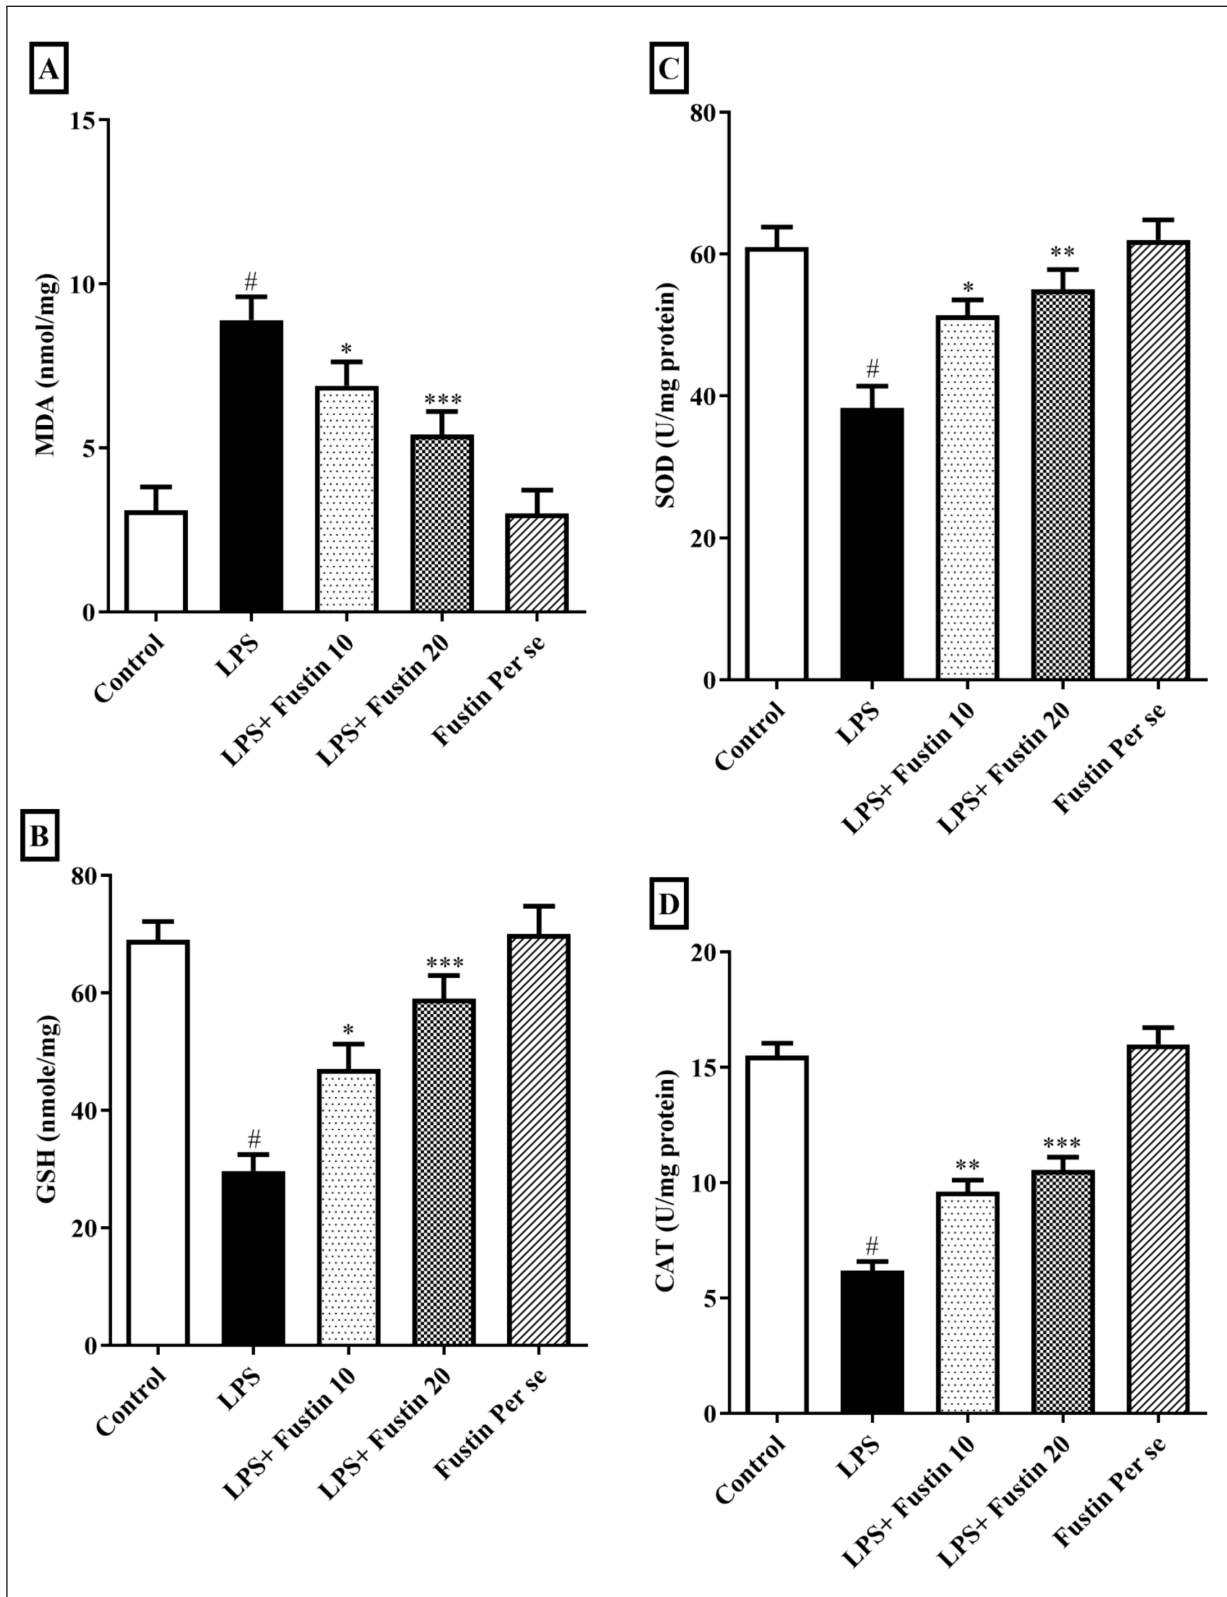 A
MDA (nmol/mg)
15
10
5
0
#
*
***
Control
LPS
LPS+ Fustin 10
LPS+ Fustin 20
Fustin Per se
B
GSH (nmole/mg)
80
60
40
20
0
#
*
***
Control
LPS
LPS+ Fustin 10
LPS+ Fustin 20
Fustin Per se
C
SOD (U/mg protein)
80
60
40
20
0
#
*
**
Control
LPS
LPS+ Fustin 10
LPS+ Fustin 20
Fustin Per se
D
CAT (U/mg protein)
20
15
10
5
0
#
**
***
Control
LPS
LPS+ Fustin 10
LPS+ Fustin 20
Fustin Per se